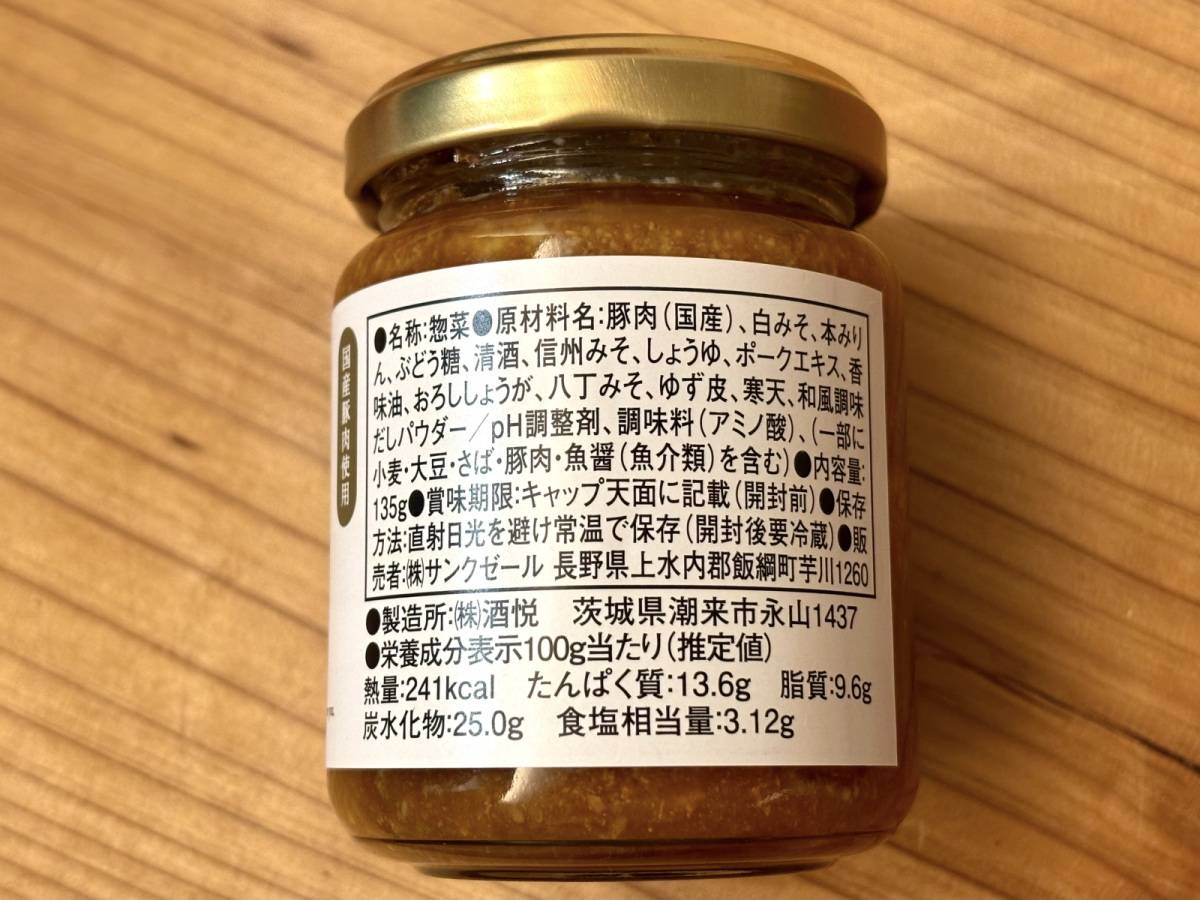 国産豚肉使用
●名称:惣菜●原材料名:豚肉(国産)、白みそ、本みり
ん、ぶどう糖、清酒、信州みそ、しょうゆ、ポークエキス、香
味油、おろししょうが、八丁みそ、ゆず皮、寒天、和風調味
だしパウダー/pH調整剤、調味料(アミノ酸)、(一部に
小麦・大豆・さば・豚肉・魚醤(魚介類)を含む)●内容量:
135g●賞味期限:キャップ天面に記載(開封前)●保存
方法:直射日光を避け常温で保存(開封後要冷蔵)●販
売者:㈱サンクゼール 長野県上水内郡飯綱町芋川1260
●製造所:㈱酒悦 茨城県潮来市永山1437
●栄養成分表示100g当たり(推定値)
熱量:241kcal たんぱく質:13.6g 脂質:9.6g
炭水化物:25.0g 食塩相当量:3.12g